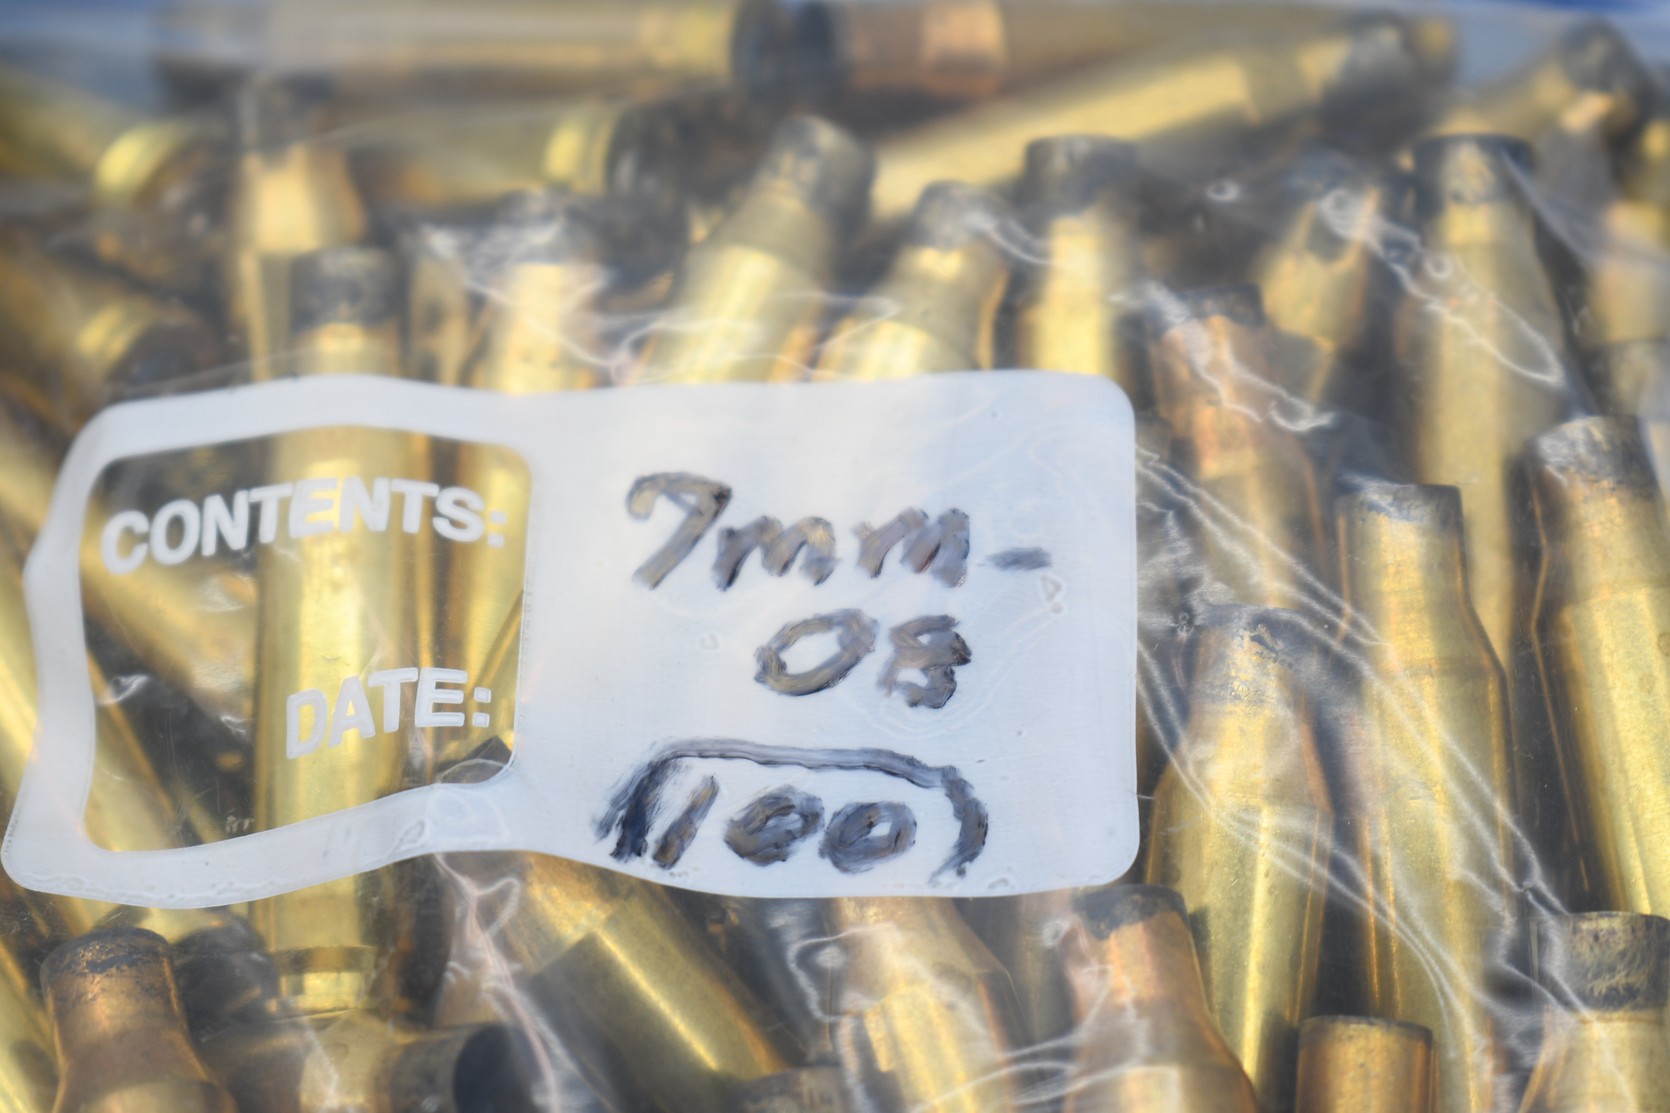 CONTENTS:
DATE:
7mm-
08
(100)